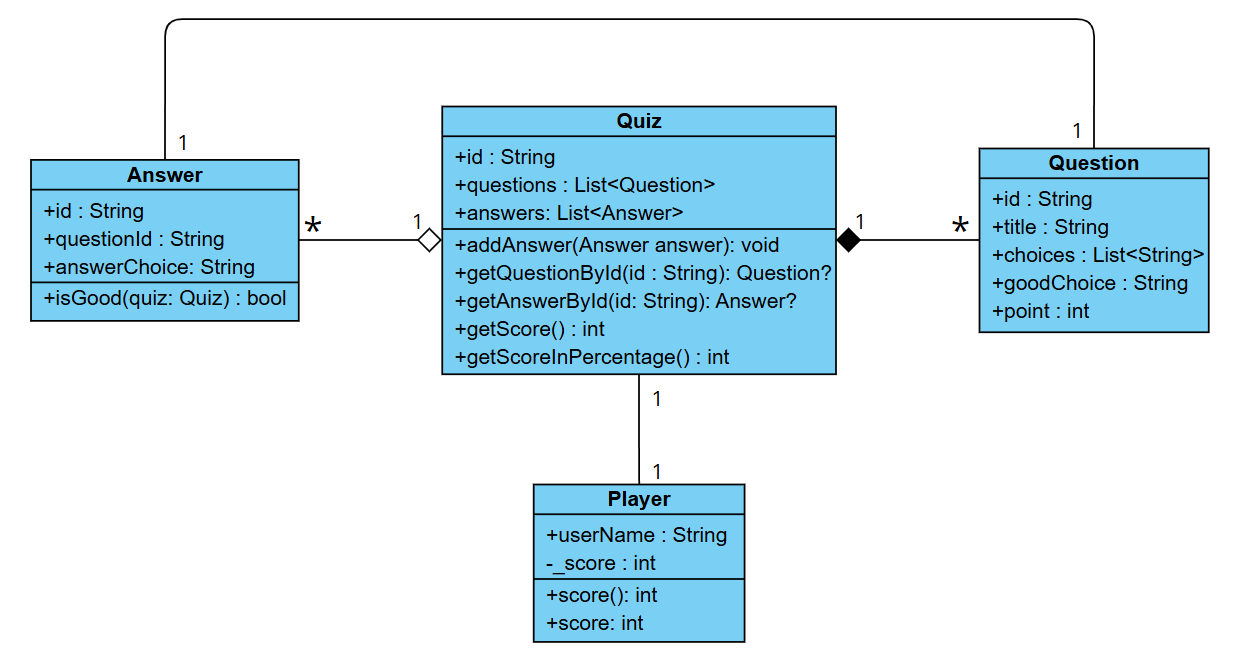 1
1
Answer
+id : String
+questionId : String
+answerChoice: String
+isGood(quiz: Quiz) : bool
*
1
Quiz
+id : String
+questions : List<Question>
+answers: List<Answer>
+addAnswer(Answer answer): void
+getQuestionById(id : String): Question?
+getAnswerById(id: String): Answer?
+getScore() : int
+getScoreInPercentage() : int
1
*
Question
+id : String
+title : String
+choices : List<String>
+goodChoice : String
+point : int
1
1
Player
+userName : String
-_score : int
+score(): int
+score: int